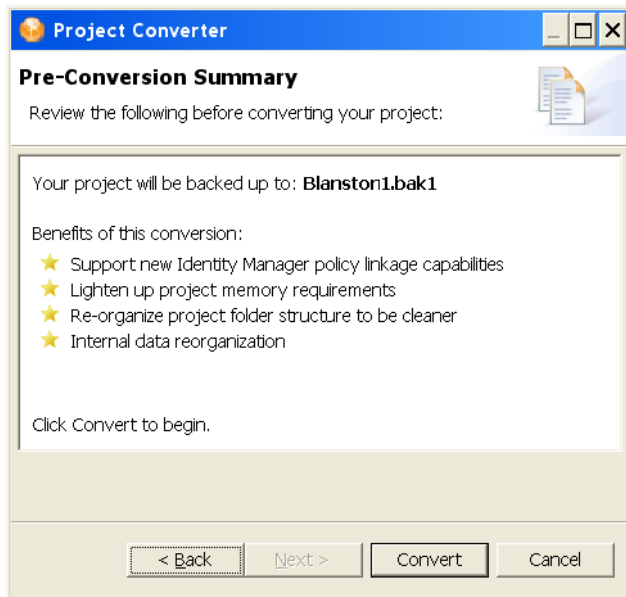 Project Converter
Pre-Conversion Summary
Review the following before converting your project:
Your project will be backed up to: Blanston1.bak1
Benefits of this conversion:
Support new Identity Manager policy linkage capabilities
Lighten up project memory requirements
Re-organize project folder structure to be cleaner
Internal data reorganization
Click Convert to begin.
< Back Next > Convert Cancel